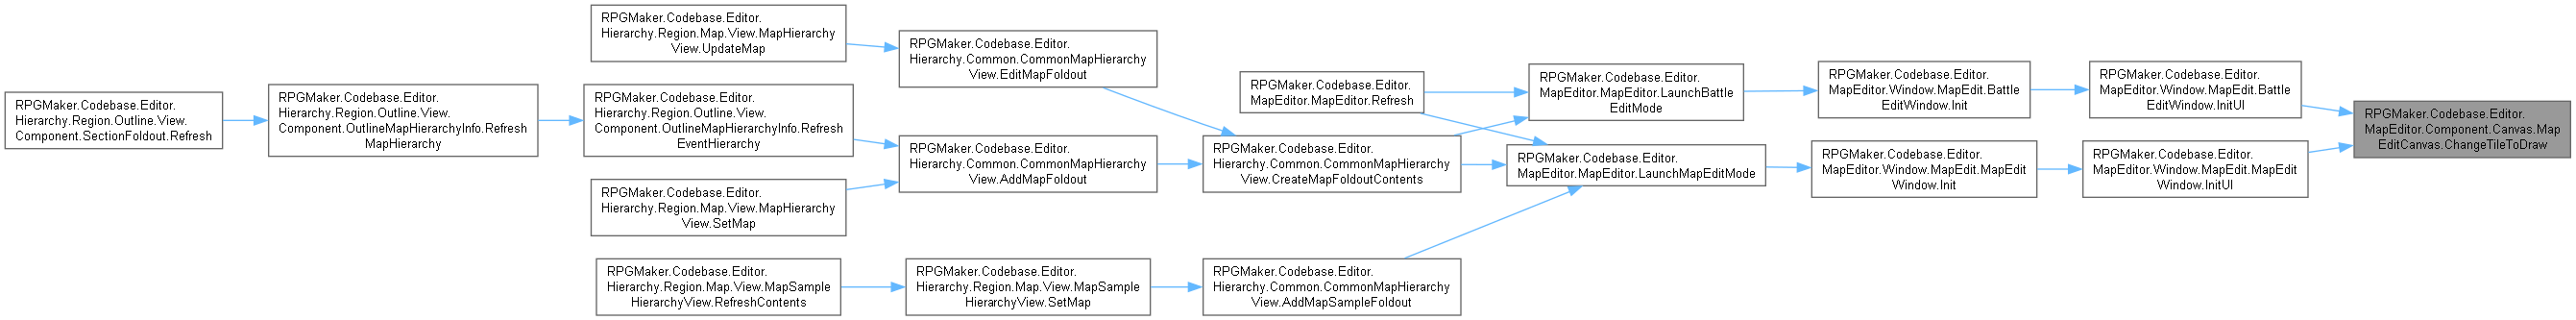 RPGMaker.Codebase.Editor.
Hierarchy.Region.Map.View.MapHierarchy
View.UpdateMap
RPGMaker.Codebase.Editor.
Hierarchy.Common.CommonMapHierarchy
View.EditMapFoldout
RPGMaker.Codebase.Editor.
MapEditor.MapEditor.Refresh
RPGMaker.Codebase.Editor.
MapEditor.MapEditor.LaunchBattle
EditMode
RPGMaker.Codebase.Editor.
MapEditor.Window.MapEdit.Battle
EditWindow.Init
RPGMaker.Codebase.Editor.
MapEditor.Window.MapEdit.Battle
EditWindow.InitUI
RPGMaker.Codebase.Editor.
MapEditor.Component.Canvas.Map
EditCanvas.ChangeTileToDraw
RPGMaker.Codebase.Editor.
Hierarchy.Region.Outline.View.
Component.SectionFoldout.Refresh
RPGMaker.Codebase.Editor.
Hierarchy.Region.Outline.View.
Component.OutlineMapHierarchyInfo.Refresh
MapHierarchy
RPGMaker.Codebase.Editor.
Hierarchy.Region.Outline.View.
Component.OutlineMapHierarchyInfo.Refresh
EventHierarchy
RPGMaker.Codebase.Editor.
Hierarchy.Common.CommonMapHierarchy
View.AddMapFoldout
RPGMaker.Codebase.Editor.
Hierarchy.Common.CommonMapHierarchy
View.CreateMapFoldoutContents
RPGMaker.Codebase.Editor.
MapEditor.MapEditor.LaunchMapEditMode
RPGMaker.Codebase.Editor.
MapEditor.Window.MapEdit.MapEdit
Window.Init
RPGMaker.Codebase.Editor.
MapEditor.Window.MapEdit.MapEdit
Window.InitUI
RPGMaker.Codebase.Editor.
Hierarchy.Region.Map.View.MapHierarchy
View.SetMap
RPGMaker.Codebase.Editor.
Hierarchy.Region.Map.View.MapSample
HierarchyView.RefreshContents
RPGMaker.Codebase.Editor.
Hierarchy.Region.Map.View.MapSample
HierarchyView.SetMap
RPGMaker.Codebase.Editor.
Hierarchy.Common.CommonMapHierarchy
View.AddMapSampleFoldout